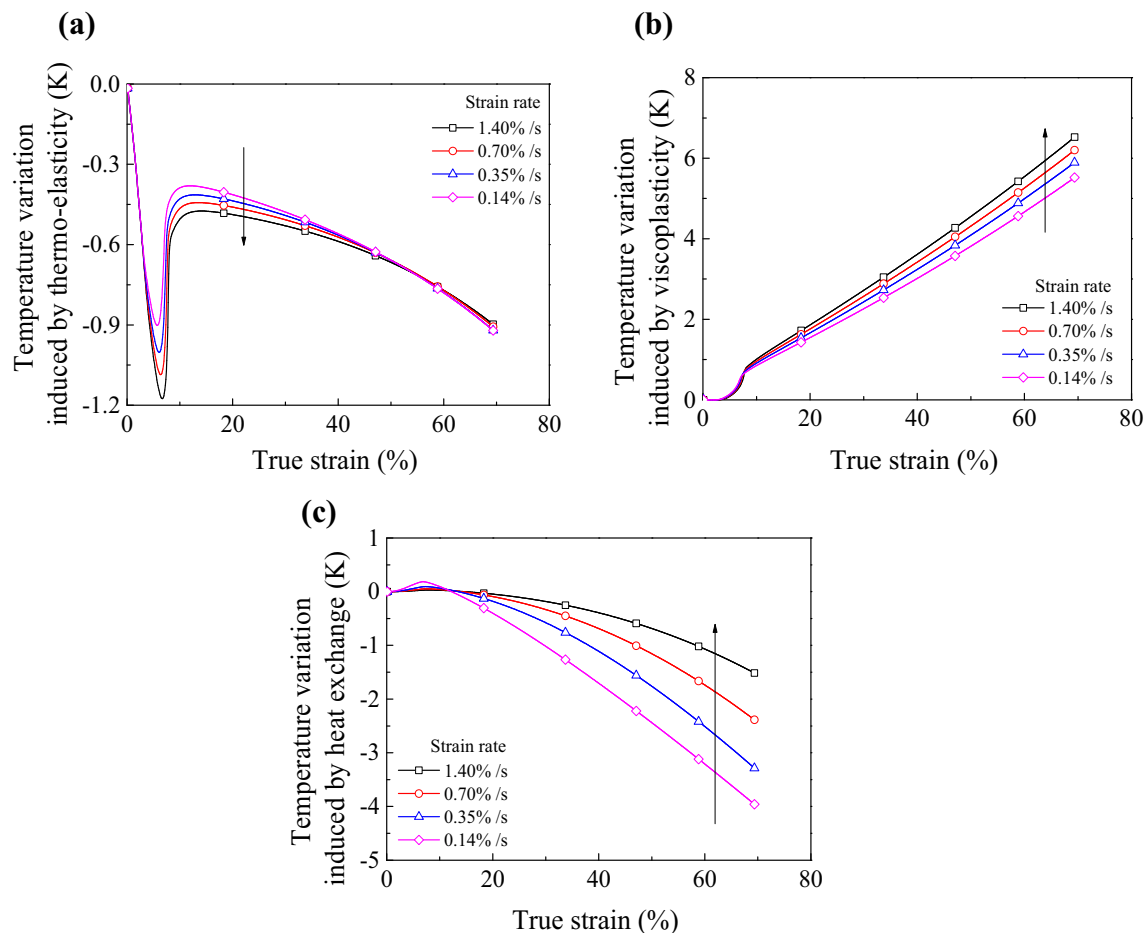 (a)
Temperature variation
induced by thermo-elasticity (K)
0.0
-0.3
-0.6
-0.9
-1.2
0
20
40
60
80
True strain (%)
Strain rate
1.40% /s
0.70% /s
0.35% /s
0.14% /s
(b)
Temperature variation
induced by viscoplasticity (K)
8
6
4
2
0
0
20
40
60
80
True strain (%)
Strain rate
1.40% /s
0.70% /s
0.35% /s
0.14% /s
(c)
Temperature variation
induced by heat exchange (K)
1
0
-1
-2
-3
-4
-5
0
20
40
60
80
True strain (%)
Strain rate
1.40% /s
0.70% /s
0.35% /s
0.14% /s